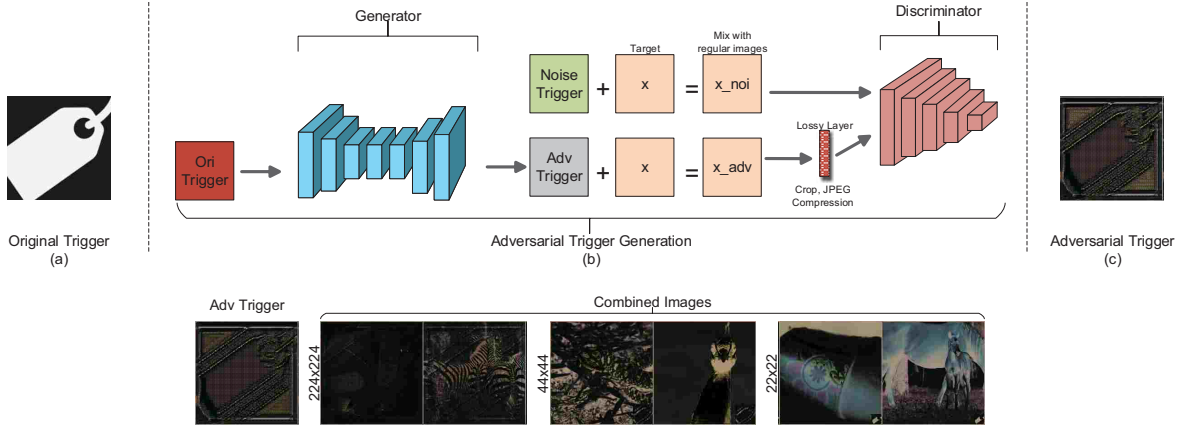 Generator
Discriminator
Target
Mix with
regular images
Noise
Trigger
+
x
=
x_noi
Ori
Trigger
Adv
Trigger
+
x
=
x_adv
Lossy Layer
Crop, JPEG
Compression
Original Trigger
(a)
Adversarial Trigger Generation
(b)
Adversarial Trigger
(c)
Adv Trigger
Combined Images
224x224
44x44
22x22